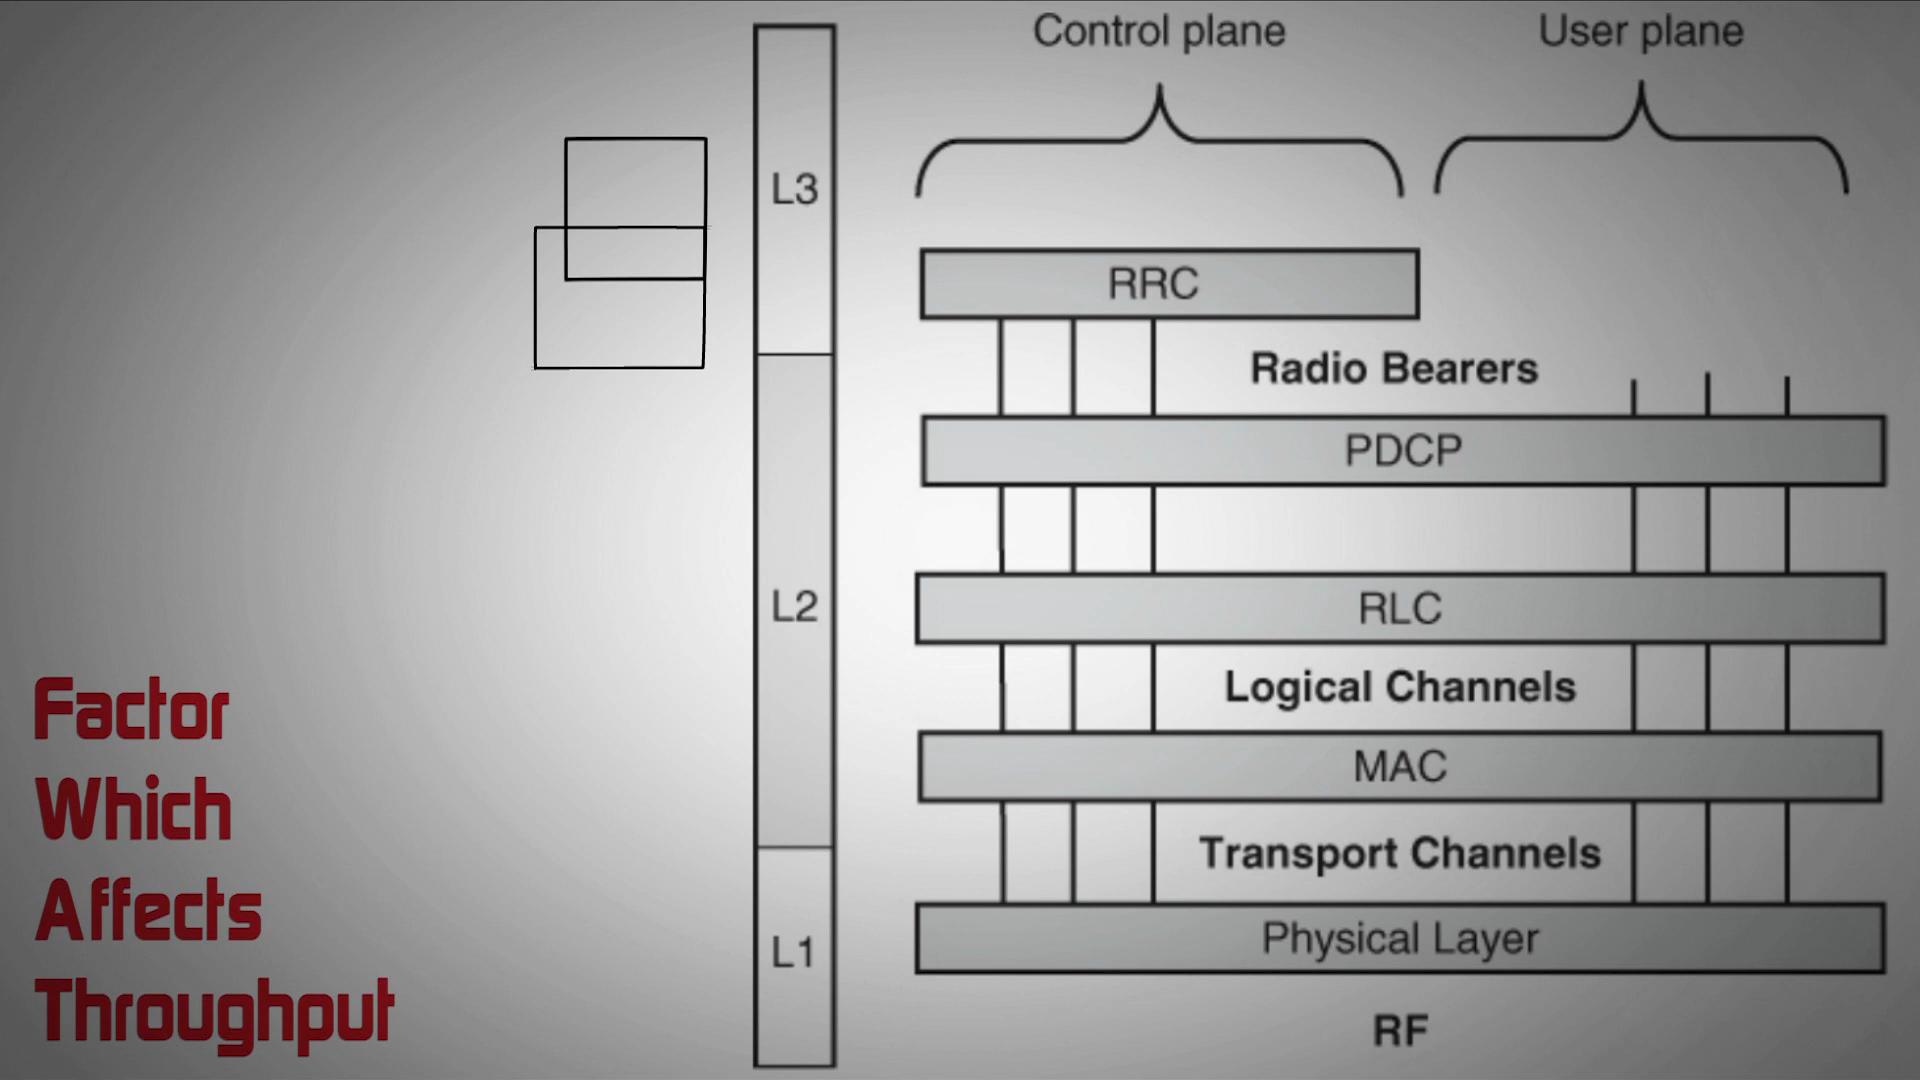 Control plane
User plane
L3
RRC
Radio Bearers
PDCP
L2
RLC
Logical Channels
MAC
Transport Channels
L1
Physical Layer
RF
Factor
Which
Affects
Throughput